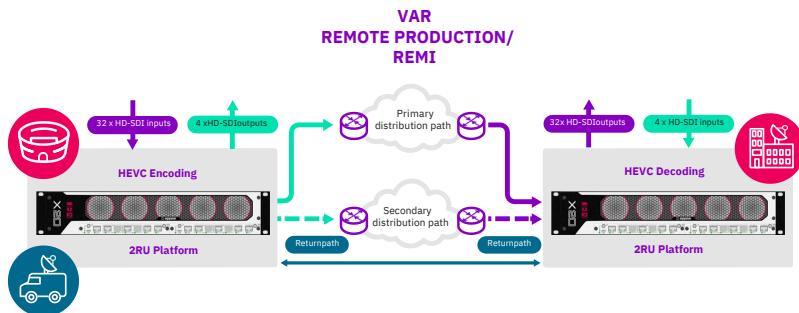 VAR
REMOTE PRODUCTION/
REMI
32 x HD-SDI inputs
4 xHD-SDIoutputs
Primary
distribution path
32x HD-SDIoutputs
4 x HD-SDI inputs
HEVC Encoding
HEVC Decoding
Secondary
distribution path
2RU Platform
Returnpath
Returnpath
2RU Platform